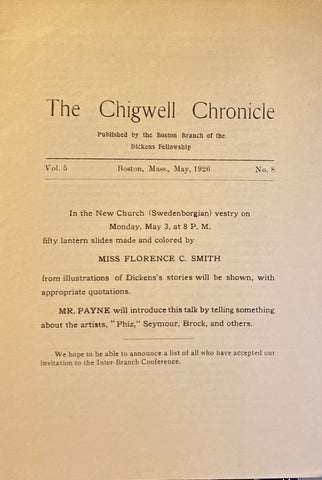 The Chigwell Chronicle
Published by the Boston Branch of the
Dickens Fellowship
Vol. 5 Boston, Mass., May, 1926 No. 8
In the New Church (Swedenborgian) vestry on
Monday, May 3, at 8 P. M.
fifty lantern slides made and colored by
MISS FLORENCE C. SMITH
from illustrations of Dickens's stories will be shown, with
appropriate quotations.
MR. PAYNE will introduce this talk by telling something
about the artists, "Phiz," Seymour, Brock, and others.
We hope to be able to announce a list of all who have accepted our
invitation to the Inter-Branch Conference.